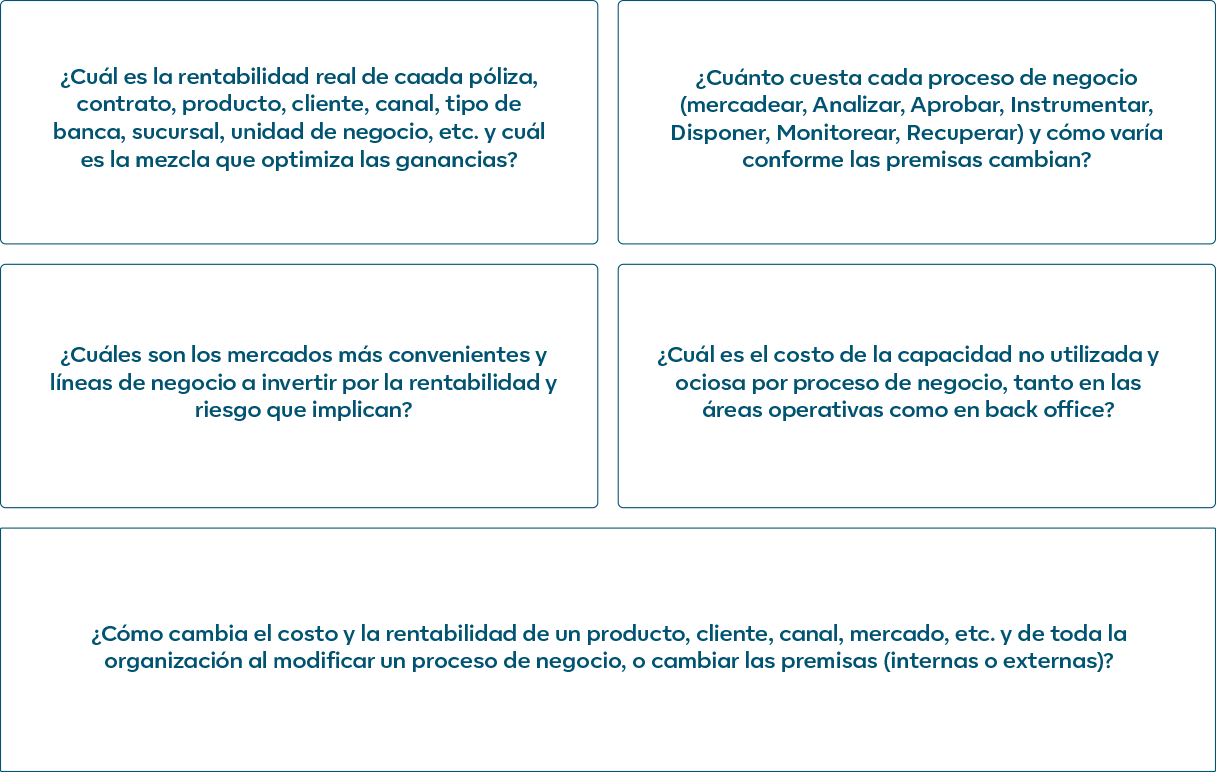 ¿Cuál es la rentabilidad real de caada póliza,
contrato, producto, cliente, canal, tipo de
banca, sucursal, unidad de negocio, etc. y cuál
es la mezcla que optimiza las ganancias?
¿Cuánto cuesta cada proceso de negocio
(mercadear, Analizar, Aprobar, Instrumentar,
Disponer, Monitorear, Recuperar) y cómo varía
conforme las premisas cambian?
¿Cuáles son los mercados más convenientes y
líneas de negocio a invertir por la rentabilidad y
riesgo que implican?
¿Cuál es el costo de la capacidad no utilizada y
ociosa por proceso de negocio, tanto en las
áreas operativas como en back office?
¿Cómo cambia el costo y la rentabilidad de un producto, cliente, canal, mercado, etc. y de toda la
organización al modificar un proceso de negocio, o cambiar las premisas (internas o externas)?